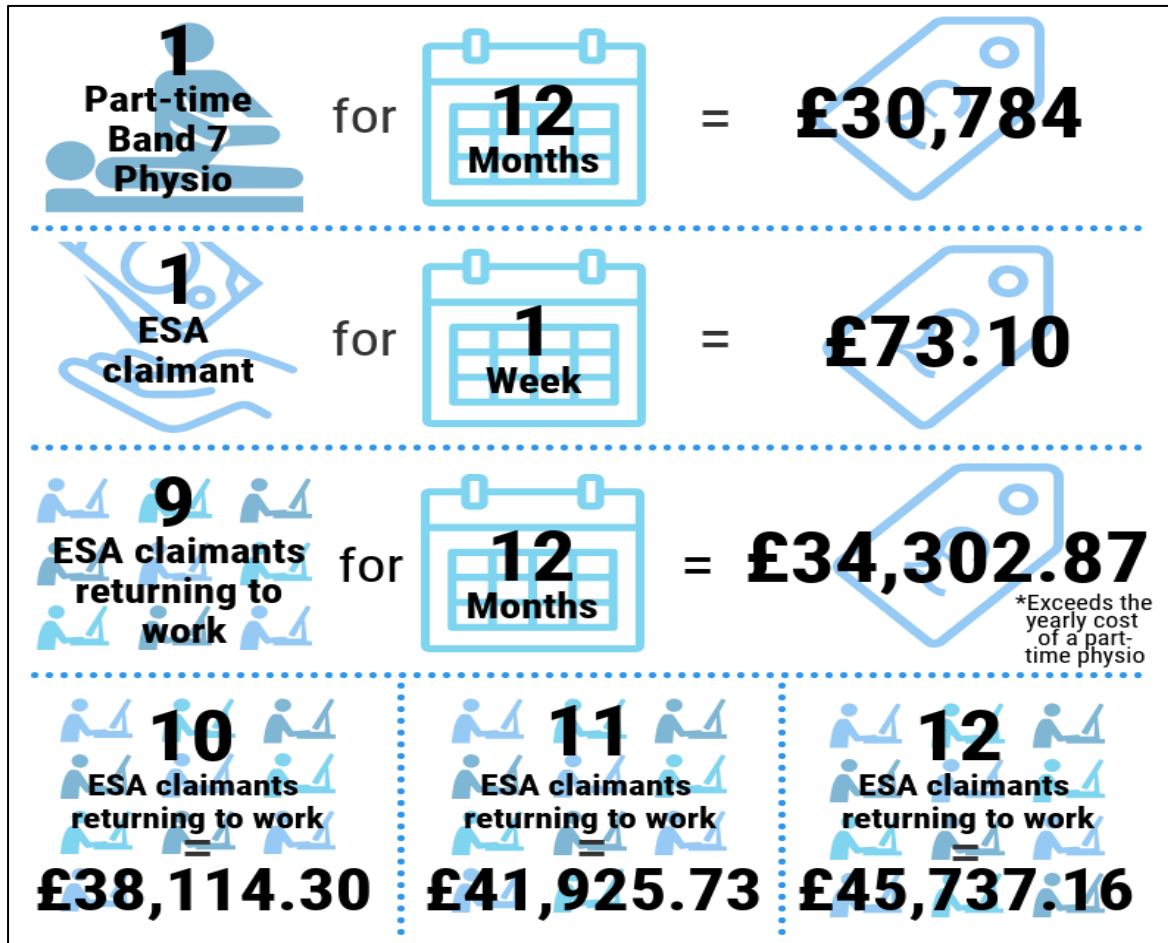 1
Part-time
Band 7
Physio
for
12
Months
=
£30,784
1
ESA
claimant
for
1
Week
=
£73.10
9
ESA claimants
returning to
work
for
12
Months
=
£34,302.87
*Exceeds the
yearly cost
of a part-
time physio
10
ESA claimants
returning to work
=
£38,114.30
11
ESA claimants
returning to work
=
£41,925.73
12
ESA claimants
returning to work
=
£45,737.16